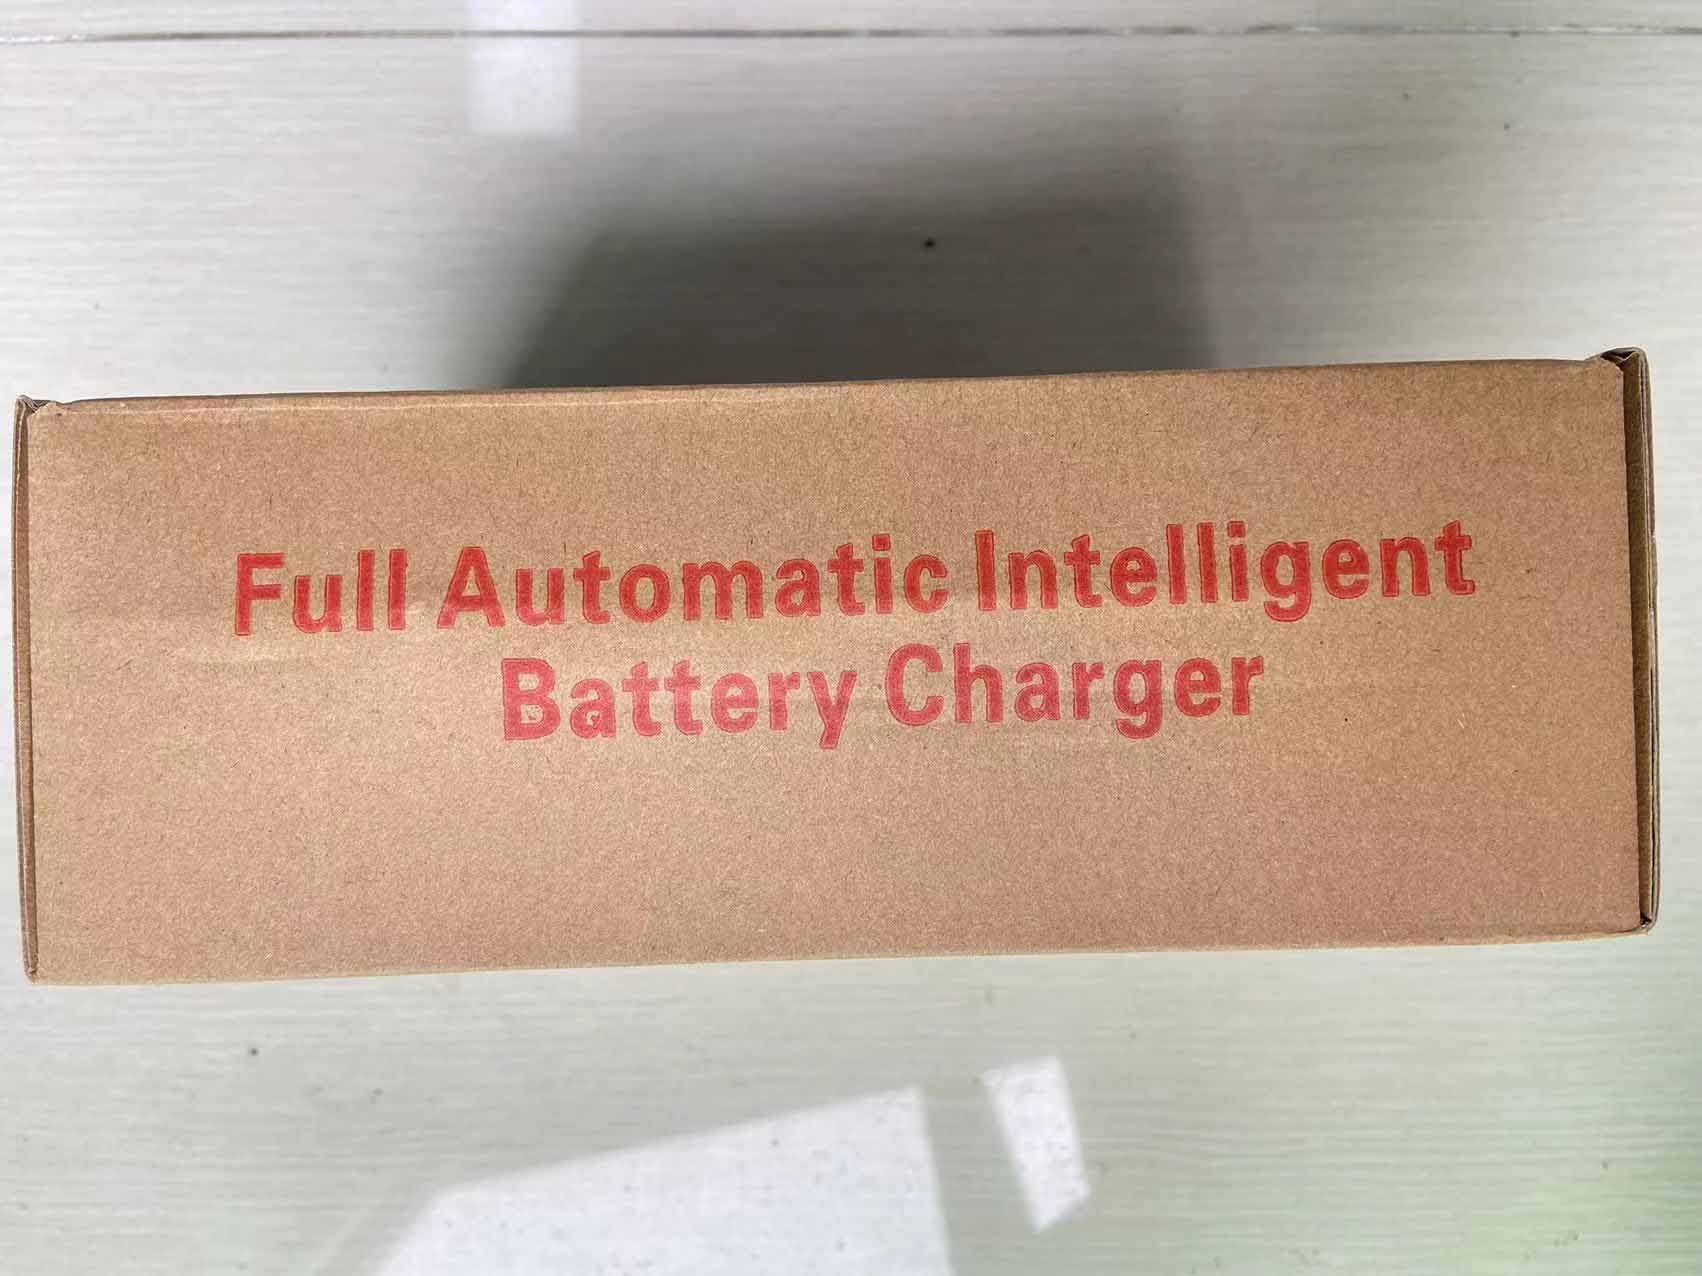 Full Automatic Intelligent
Battery Charger